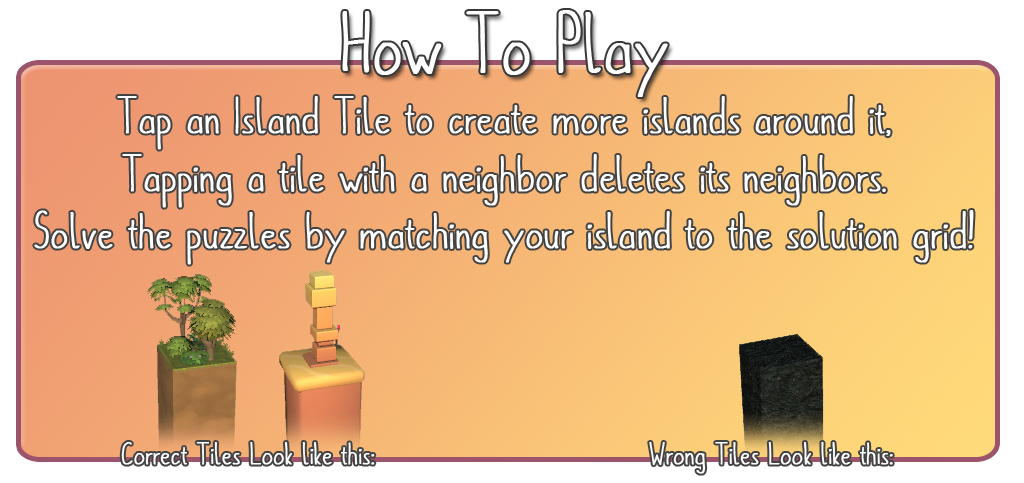 How To Play
Tap an Island Tile to create more islands around it,
Tapping a tile with a neighbor deletes its neighbors.
Solve the puzzles by matching your island to the solution grid!
Correct Tiles Look like this:
Wrong Tiles Look like this: